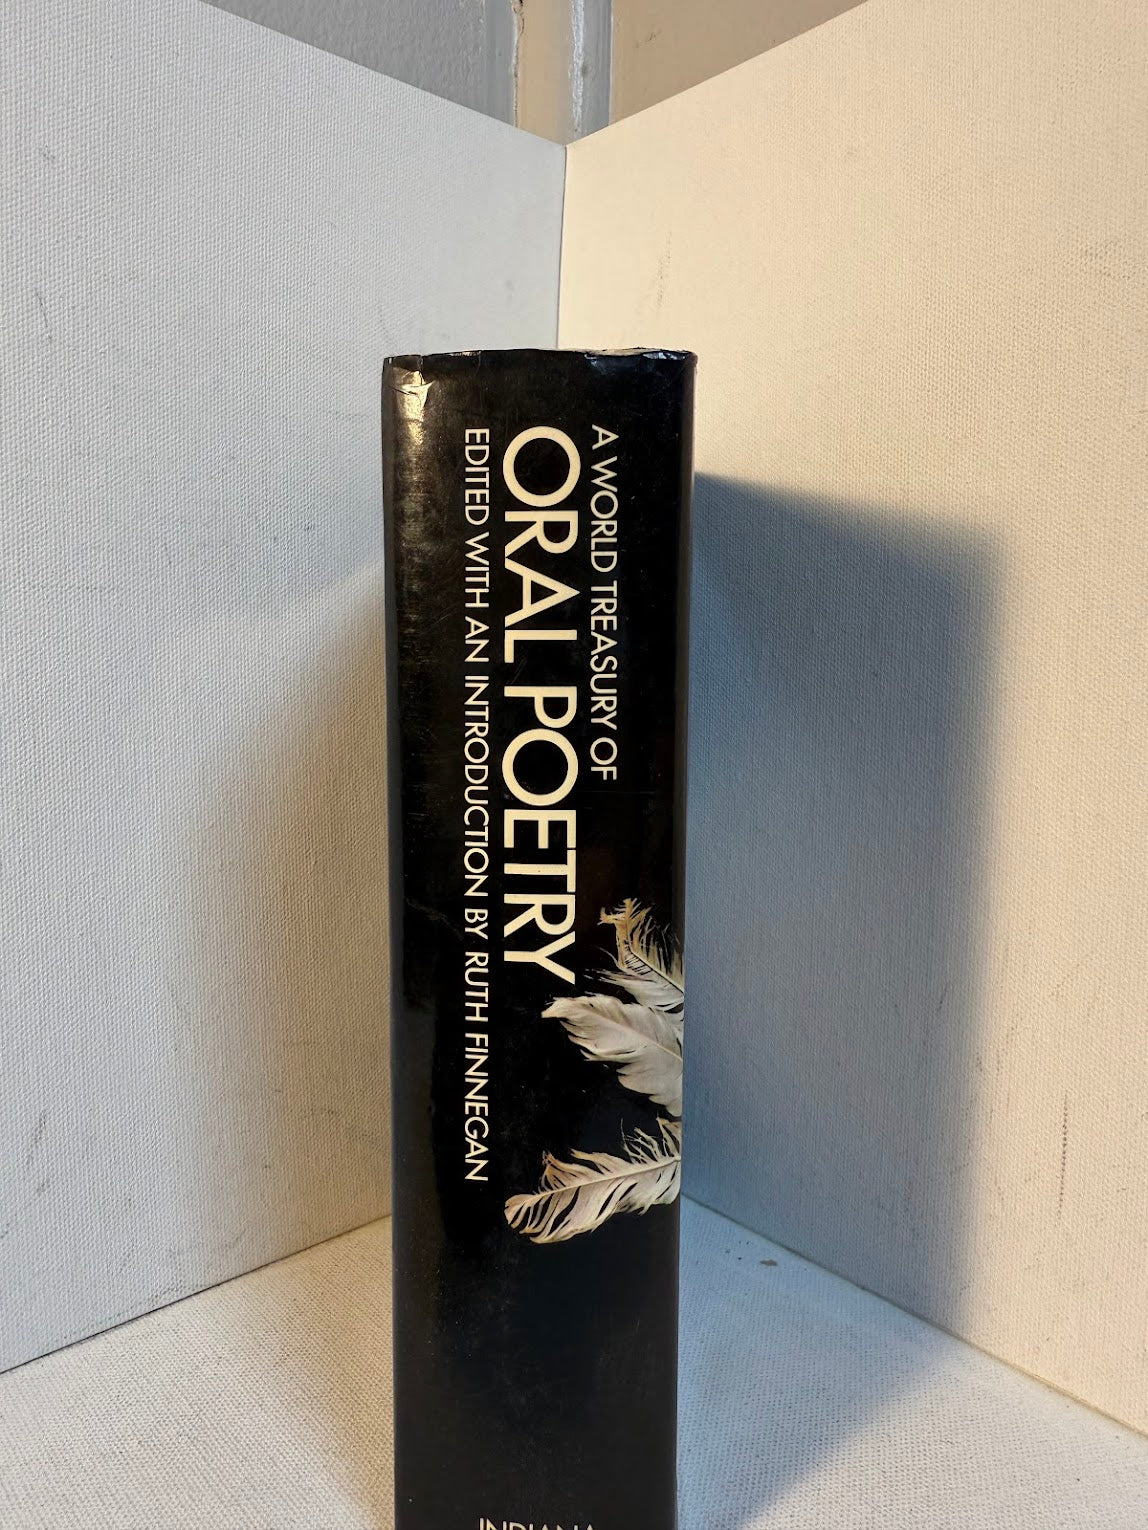 A WORLD TREASURY OF
ORAL POETRY
EDITED WITH AN INTRODUCTION BY RUTH FINNEGAN
INDIANA